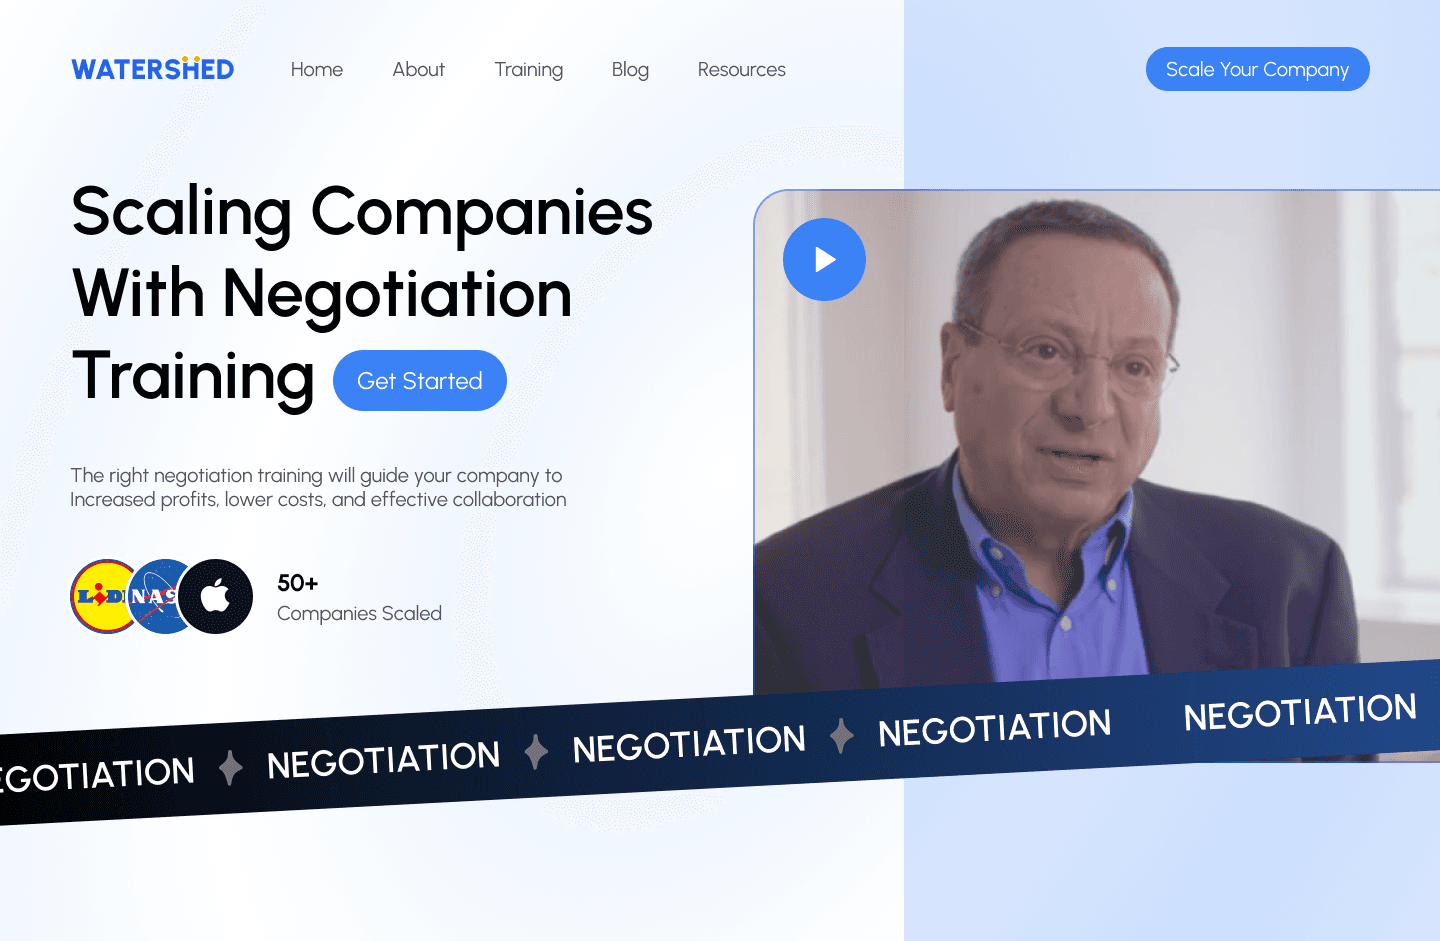 WATERSHED
Home About Training Blog Resources
Scale Your Company
Scaling Companies
With Negotiation
Training Get Started
The right negotiation training will guide your company to
Increased profits, lower costs, and effective collaboration
50+
Companies Scaled
EGOTIATION NEGOTIATION NEGOTIATION NEGOTIATION NEGOTIATION